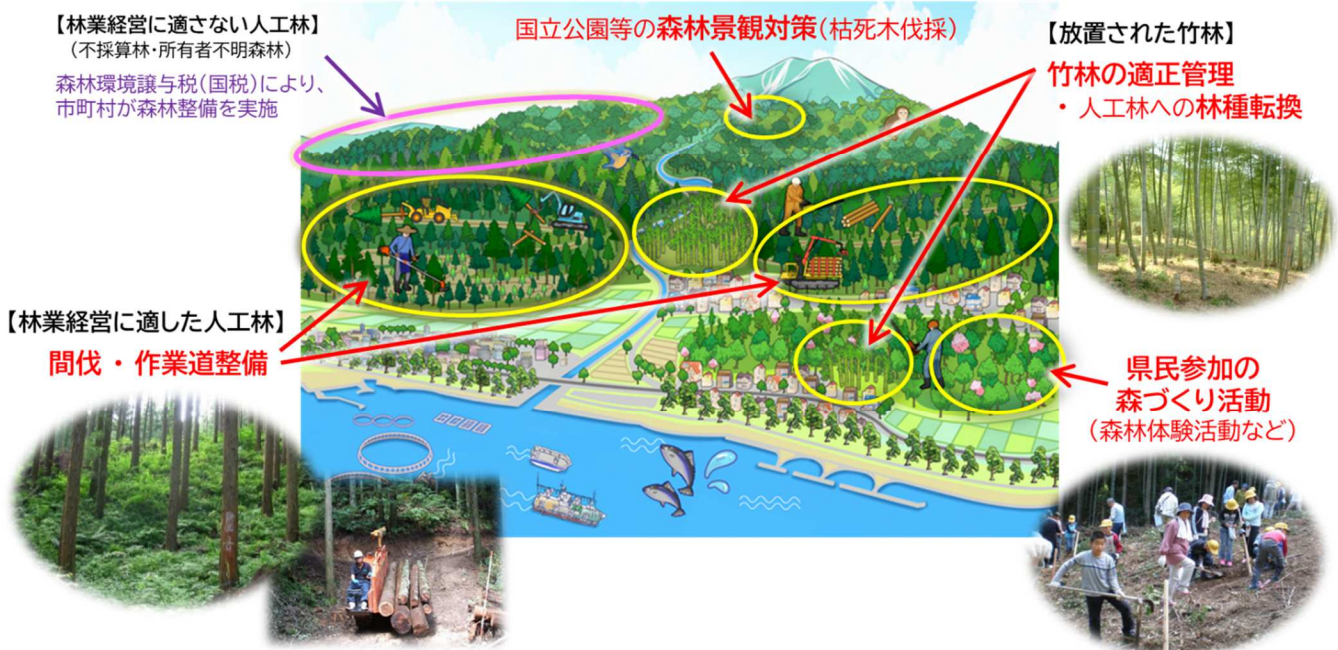 【林業経営に適さない人工林】
（不採算林・所有者不明森林）
森林環境譲与税（国税）により、
市町村が森林整備を実施
国立公園等の森林景観対策（枯死木伐採）
【放置された竹林】
竹林の適正管理
・ 人工林への林種転換
【林業経営に適した人工林】
間伐 ・ 作業道整備
県民参加の
森づくり活動
（森林体験活動など）